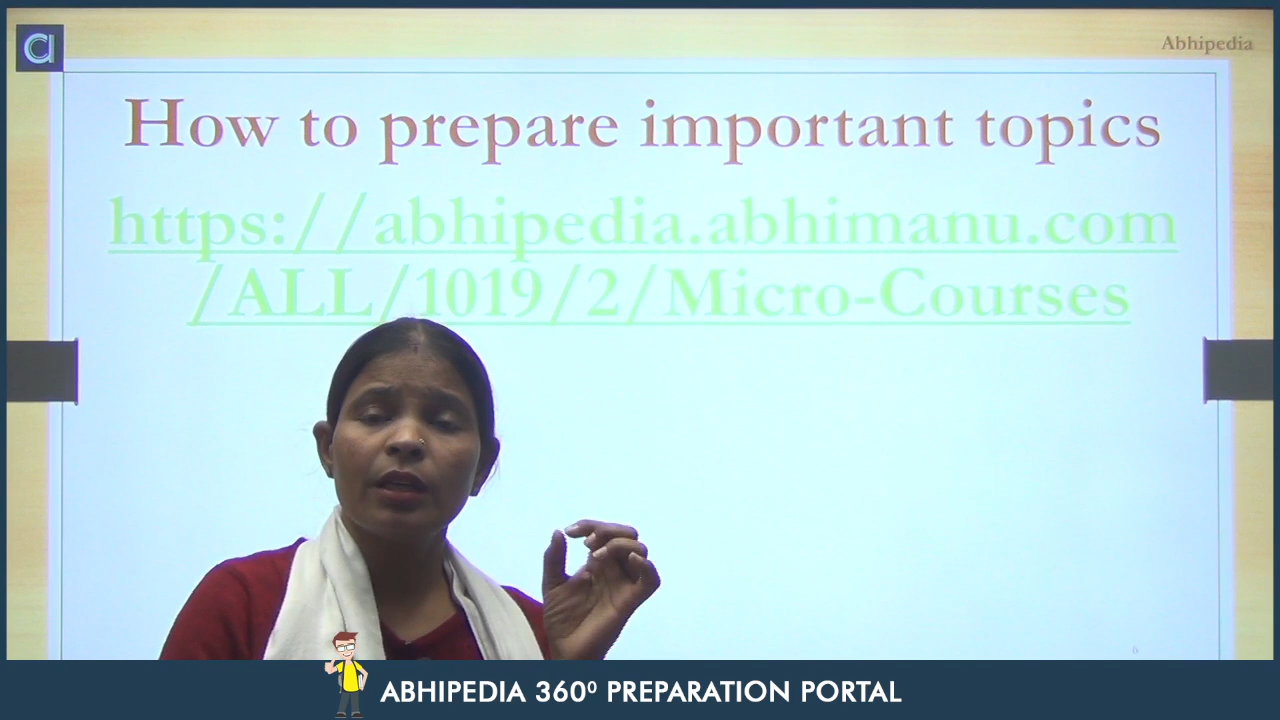 Abhipedia
How to prepare important topics
https://abhipedia.abhimanu.com
/ALL/1019/2/Micro-Courses
6
ABHIPEDIA 360⁰ PREPARATION PORTAL